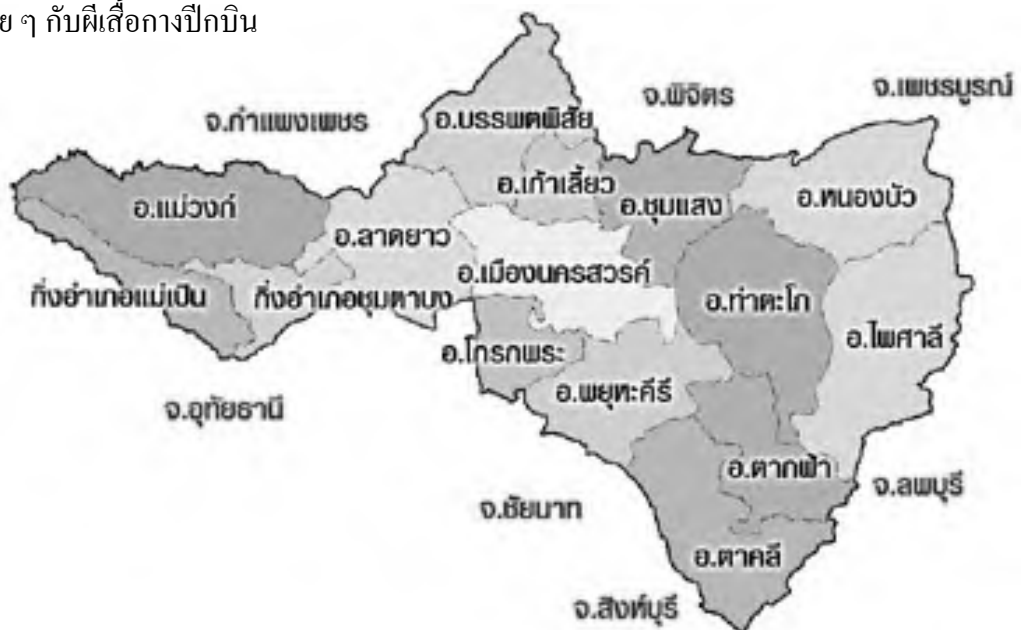 ย ๆ กับผีเสื้อกางปีกบิน
จ.พิจิตร
จ.เพชรบูรณ์
จ.กำแพงเพชร
อ.บรรพตพิสัย
อ.เก้าเลี้ยว
อ.ชุมแสง
อ.หนองบัว
อ.แม่วงก์
อ.ลาดยาว
อ.เมืองนครสวรรค์
กิ่งอำเภอแม่เปิน
กิ่งอำเภอชุมตาบง
อ.ท่าตะโก
อ.ไพศาลี
อ.โกรกพระ
อ.พยุหะคีรี
จ.อุทัยธานี
อ.ตากฟ้า
จ.ลพบุรี
จ.ชัยนาท
อ.ตาคลี
จ.สิงห์บุรี